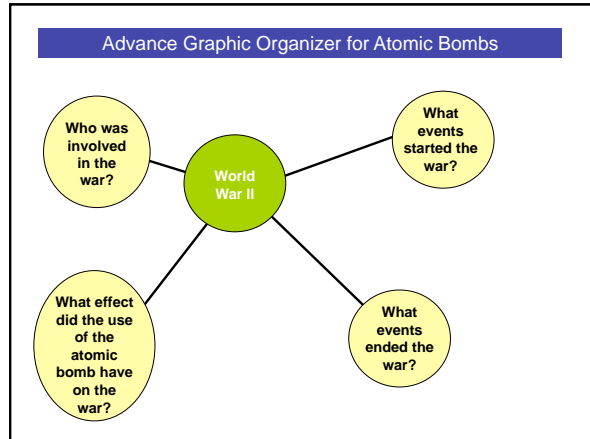 Advance Graphic Organizer for Atomic Bombs
Who was
involved
in the
war?
What
events
started the
war?
World
War II
What effect
did the use
of the
atomic
bomb have
on the
war?
What
events
ended the
war?